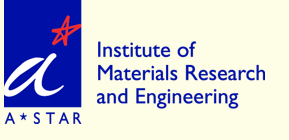 a
Institute of
Materials Research
and Engineering
A★STAR